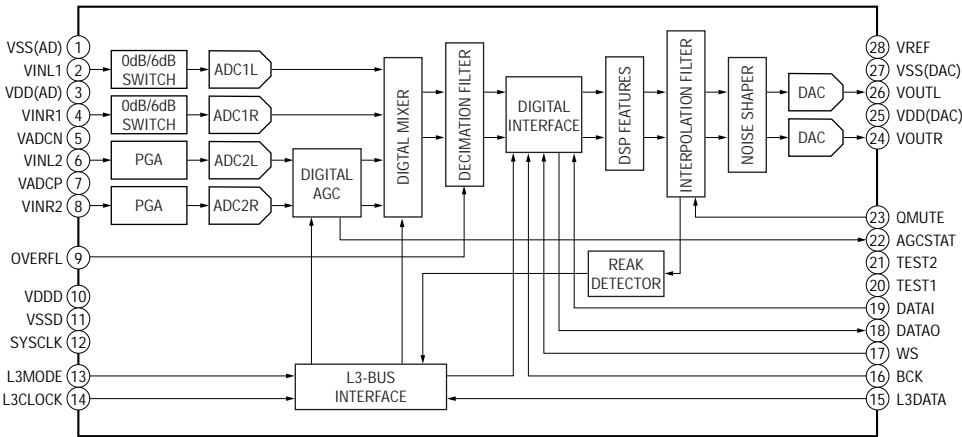 VSS(AD) 1
VINL1 2
VDD(AD) 3
VINR1 4
VADCN 5
VINL2 6
VADCP 7
VINR2 8
OVERFL 9
VDDD 10
VSSD 11
SYSCLK 12
L3MODE 13
L3CLOCK 14
0dB/6dB
SWITCH
ADC1L
0dB/6dB
SWITCH
ADC1R
PGA
ADC2L
PGA
ADC2R
DIGITAL
AGC
DIGTAL MIXER
DECIMATION FILTER
DIGITAL
INTERFACE
DSP FEATURES
INTERPOLATION FILTER
NOISE SHAPER
DAC
DAC
REAK
DETECTOR
L3-BUS
INTERFACE
28 VREF
27 VSS(DAC)
26 VOUTL
25 VDD(DAC)
24 VOUTR
23 QMUTE
22 AGCSTAT
21 TEST2
20 TEST1
19 DATAI
18 DATAO
17 WS
16 BCK
15 L3DATA